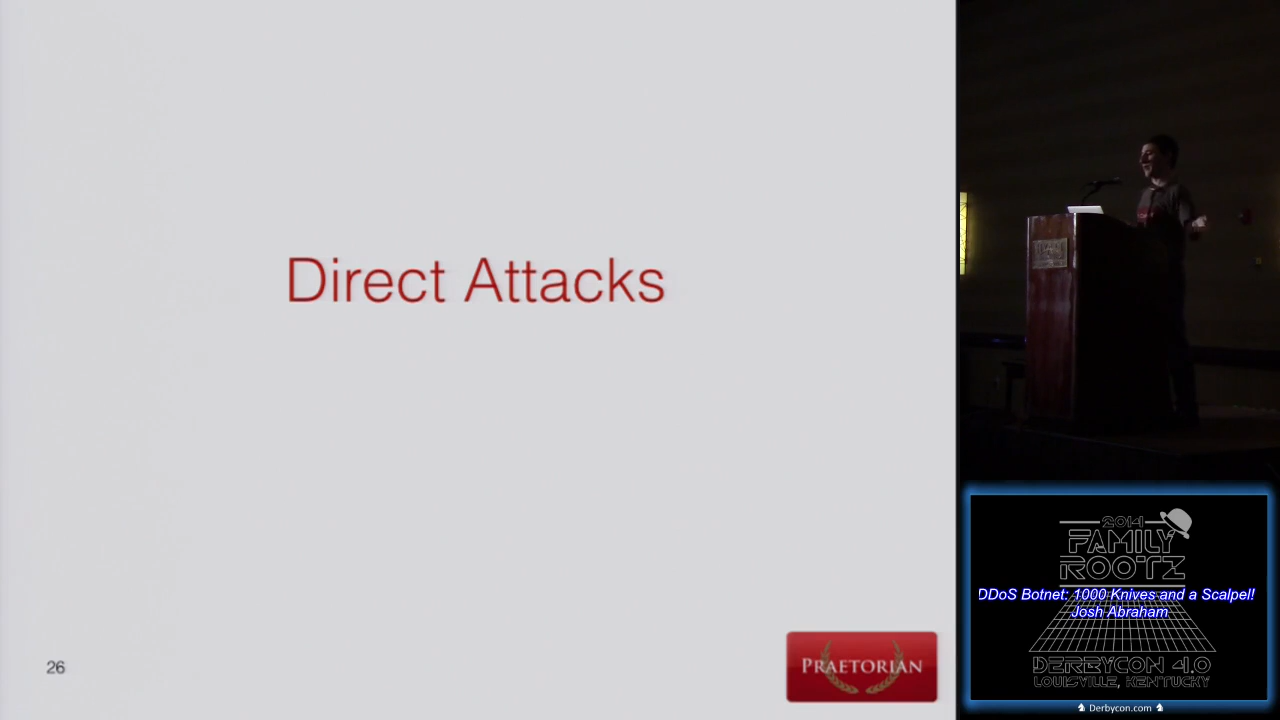 Direct Attacks
26
PRAETORIAN
2014
FAMILY
ROOTZ
DDoS Botnet: 1000 Knives and a Scalpel!
Josh Abraham
DERBYCON 4.0
LOUISVILLE, KENTUCKY
Derbycon.com